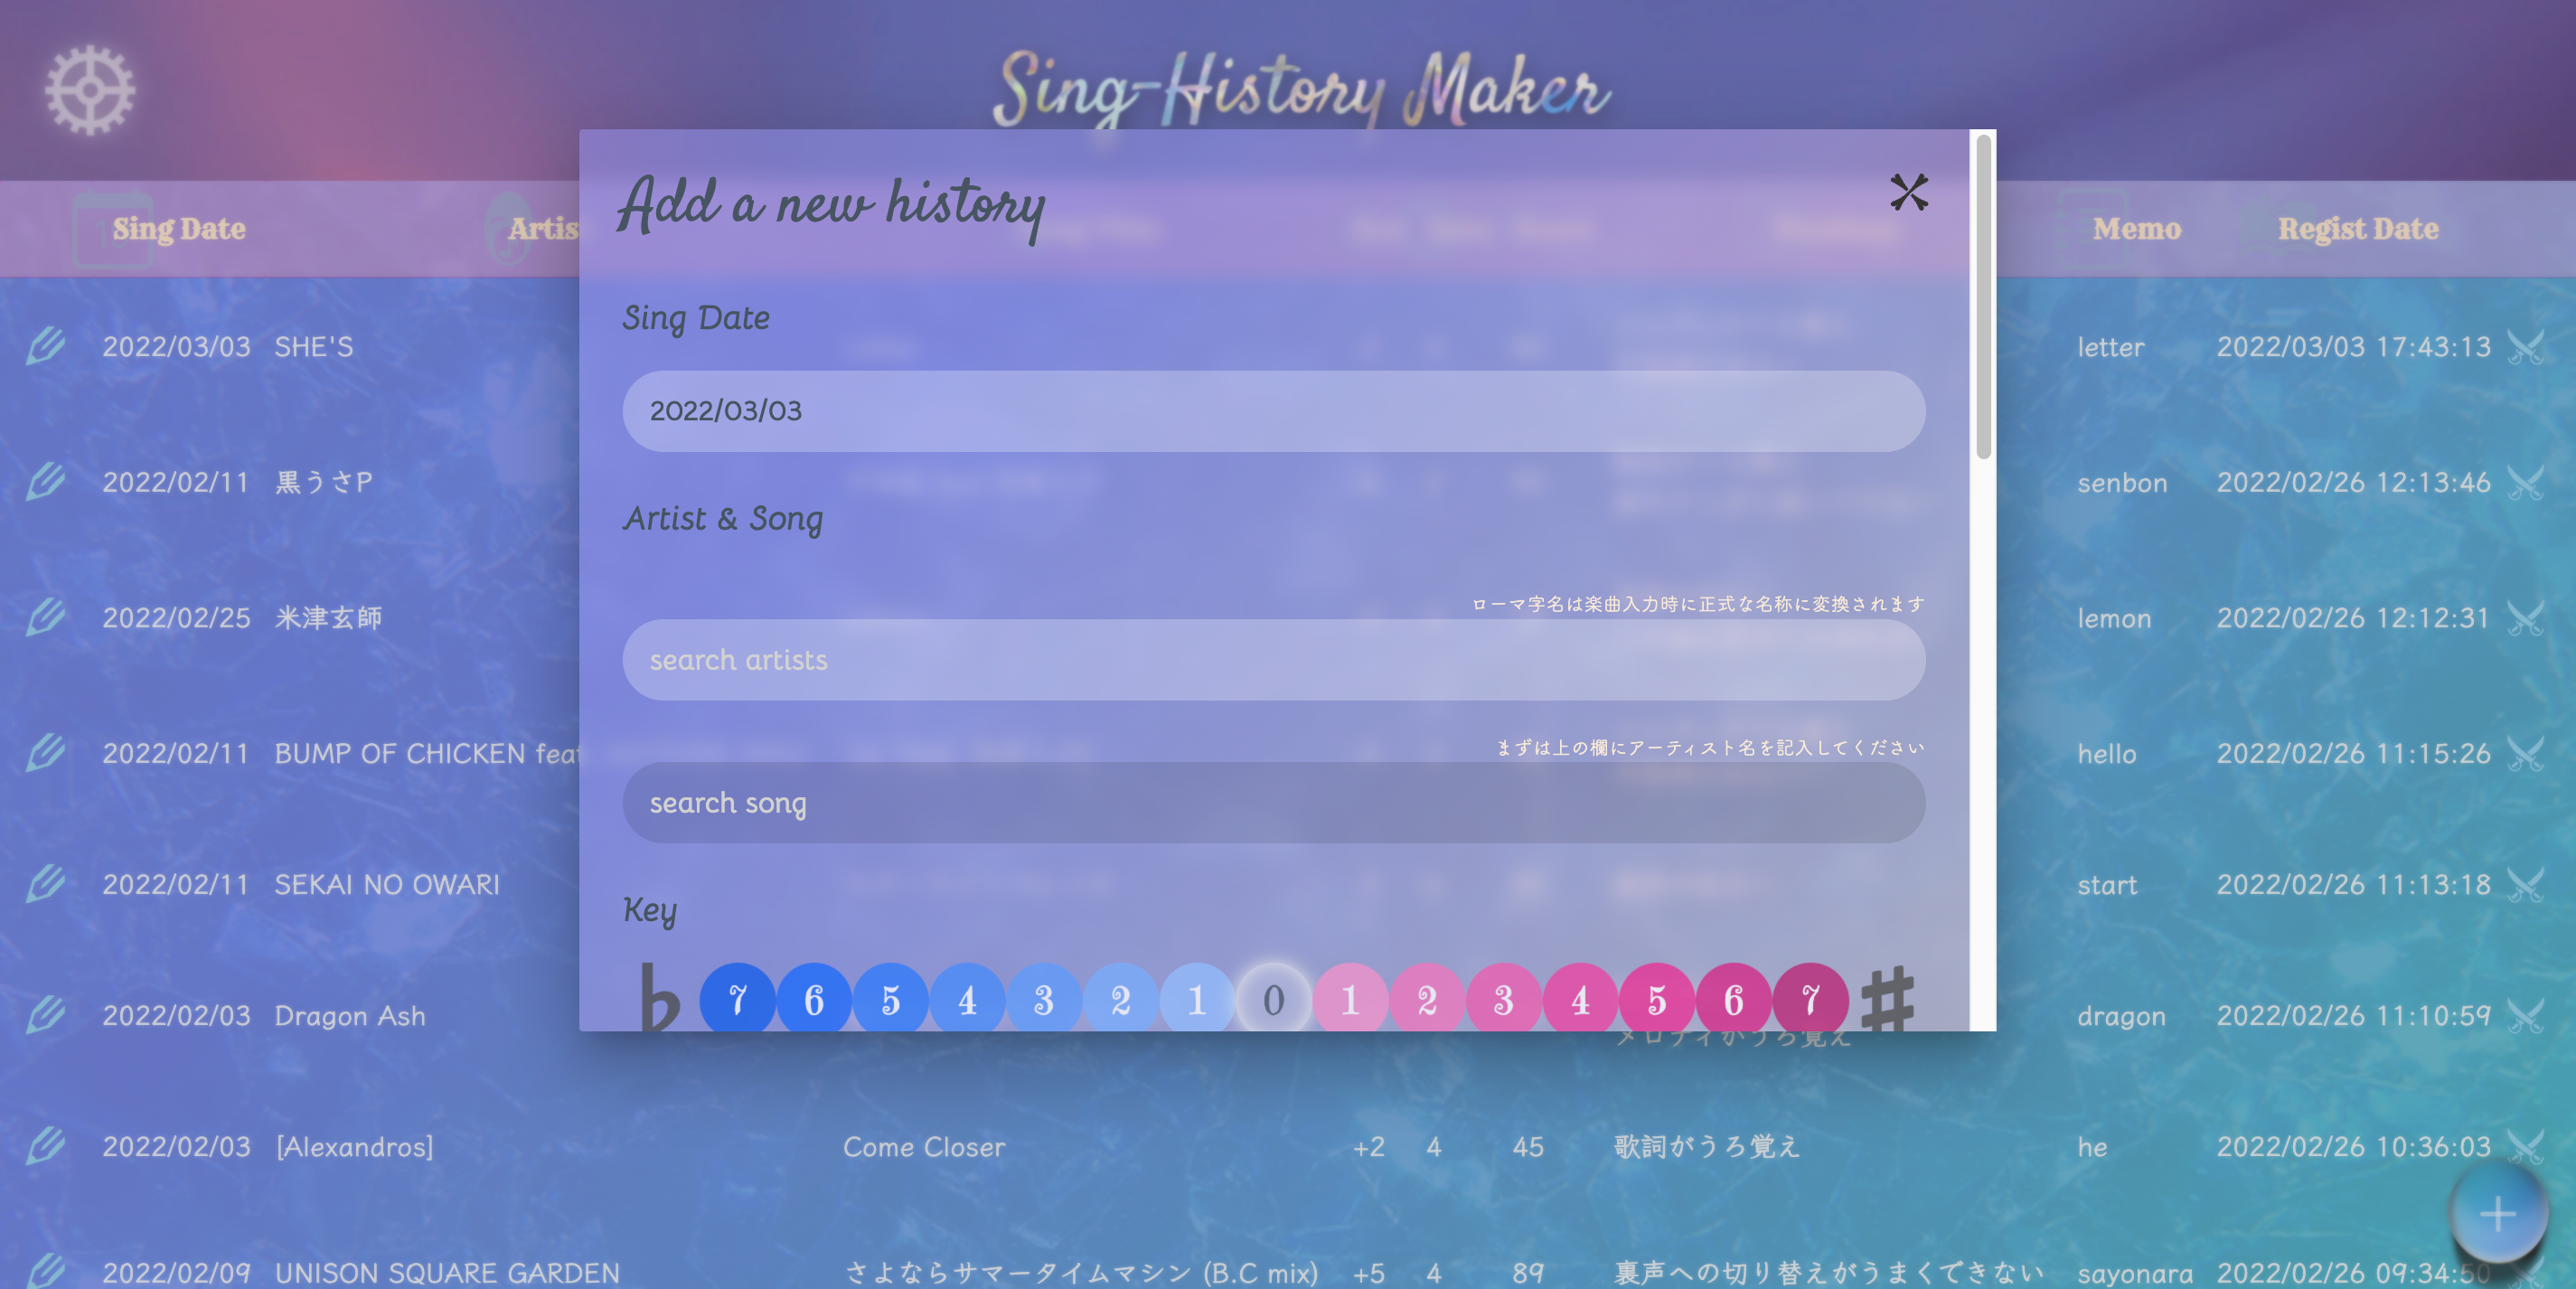 Sing-History Maker
Add a new history
Sing Date
Artis
Memo
Regist Date
Sing Date
2022/03/03 SHE'S
letter 2022/03/03 17:43:13
2022/03/03
2022/02/11 黒うさP
senbon 2022/02/26 12:13:46
Artist & Song
ローマ字名は楽曲入力時に正式な名称に変換されます
2022/02/25 米津玄師
lemon 2022/02/26 12:12:31
search artists
まずは上の欄にアーティスト名を記入してください
2022/02/11 BUMP OF CHICKEN feat
hello 2022/02/26 11:15:26
search song
2022/02/11 SEKAI NO OWARI
start 2022/02/26 11:13:18
Key
♭ 7 6 5 4 3 2 1 0 1 2 3 4 5 6 7 #
2022/02/03 Dragon Ash
dragon 2022/02/26 11:10:59
メロディがうろ覚え
2022/02/03 [Alexandros] Come Closer +2 4 45 歌詞がうろ覚え he 2022/02/26 10:36:03
2022/02/09 UNISON SQUARE GARDEN さよならサマータイムマシン (B.C mix) +5 4 89 裏声への切り替えがうまくできない sayonara 2022/02/26 09:34:50